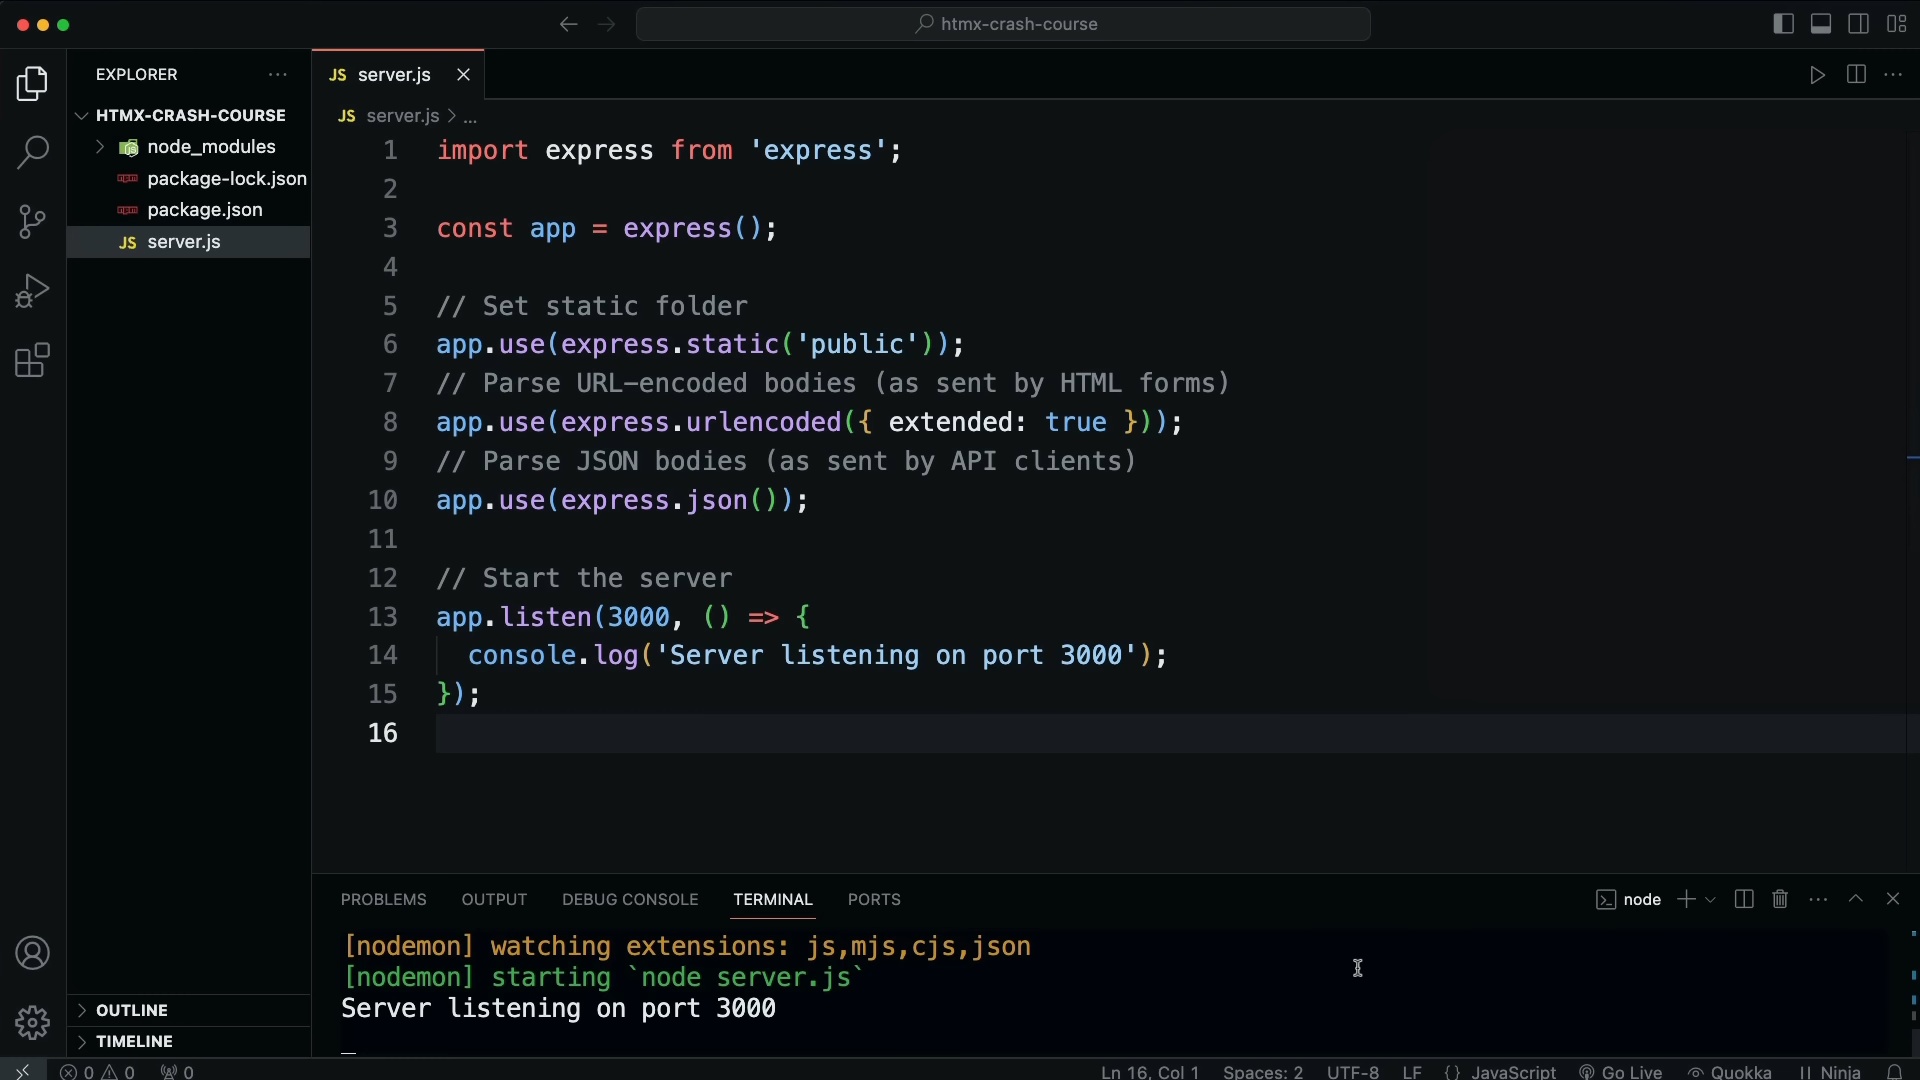 htmx-crash-course
EXPLORER
HTMX-CRASH-COURSE
node_modules
package-lock.json
package.json
JS server.js
JS server.js
JS server.js > ...
1 import express from 'express';
2
3 const app = express();
4
5 // Set static folder
6 app.use(express.static('public'));
7 // Parse URL-encoded bodies (as sent by HTML forms)
8 app.use(express.urlencoded({ extended: true }));
9 // Parse JSON bodies (as sent by API clients)
10 app.use(express.json());
11
12 // Start the server
13 app.listen(3000, () => {
14 console.log('Server listening on port 3000');
15 });
16
PROBLEMS OUTPUT DEBUG CONSOLE TERMINAL PORTS
node
[nodemon] watching extensions: js,mjs,cjs,json
[nodemon] starting `node server.js`
Server listening on port 3000
OUTLINE
TIMELINE
0 0 0
Ln 16, Col 1 Spaces: 2 UTF-8 LF {} JavaScript Go Live Quokka Ninja